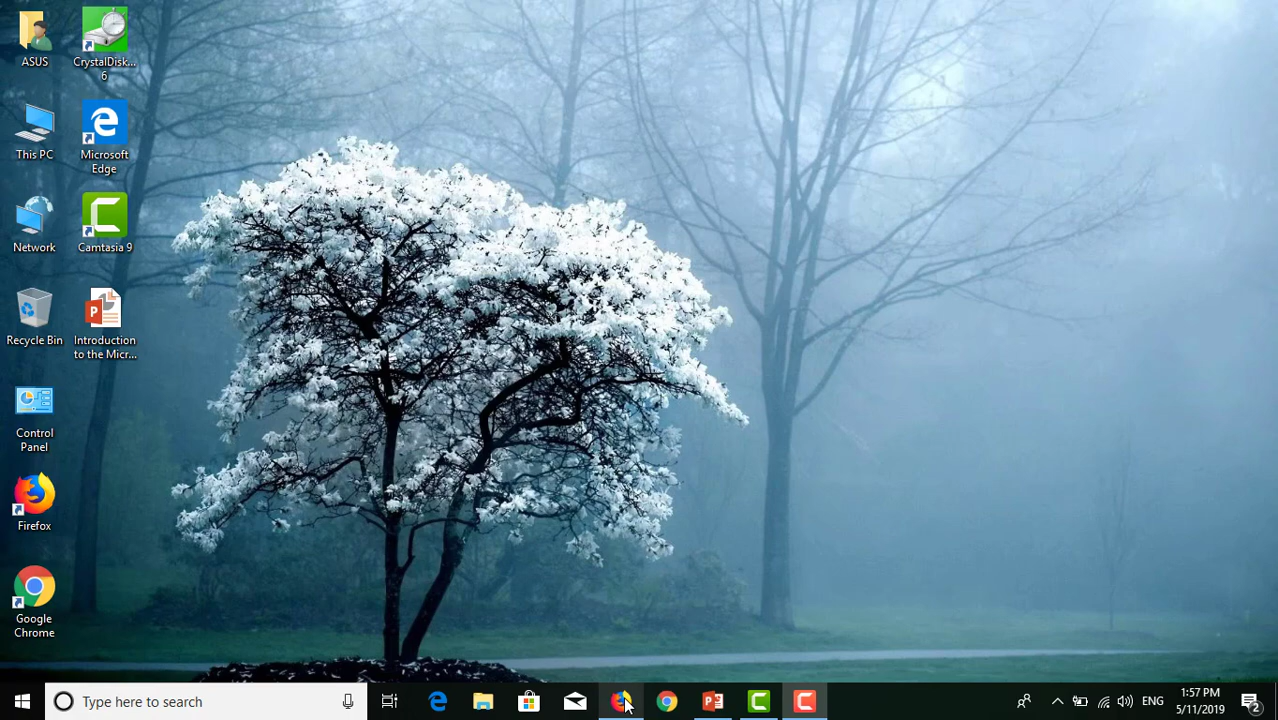 ASUS
CrystalDisk...
6
This PC
Microsoft
Edge
Network
Camtasia 9
Recycle Bin
Introduction
to the Micr...
Control
Panel
Firefox
Google
Chrome
Type here to search
ENG
1:57 PM
5/11/2019
2